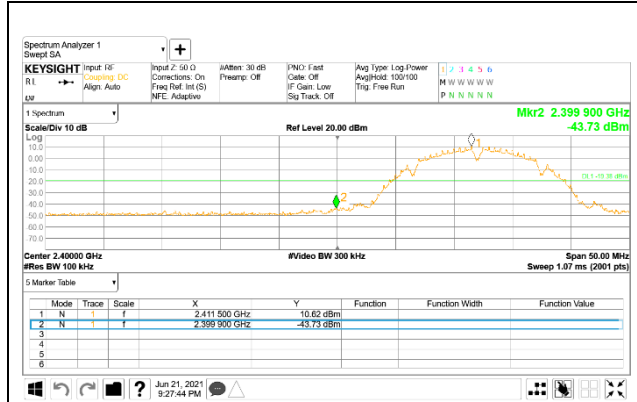 Spectrum Analyzer 1
Swept SA
+
KEYSIGHT Input: RF Input Z: 50 Ω #Atten: 30 dB PNO: Fast Avg Type: Log-Power 1 2 3 4 5 6
RL Coupling: DC Corrections: On Preamp: Off Gate: Off Avg|Hold: 100/100 M W W W W W
Align: Auto Freq Ref: Int (S) IF Gain: Low Trig: Free Run
NFE: Adaptive Sig Track: Off P N N N N N
1 Spectrum Mkr2 2.399 900 GHz
Scale/Div 10 dB Ref Level 20.00 dBm -43.73 dBm
Log
10.0
0.00
-10.0
-20.0
-30.0
-40.0
-50.0
-60.0
-70.0
1
2
Center 2.40000 GHz #Video BW 300 kHz Span 50.00 MHz
#Res BW 100 kHz Sweep 1.07 ms (2001 pts)
5 Marker Table
Mode Trace Scale X Y Function Function Width Function Value
1 N 1 f 2.411 500 GHz 10.62 dBm
2 N 1 f 2.399 900 GHz -43.73 dBm
3
4
5
6
? Jun 21, 2021
9:27:44 PM